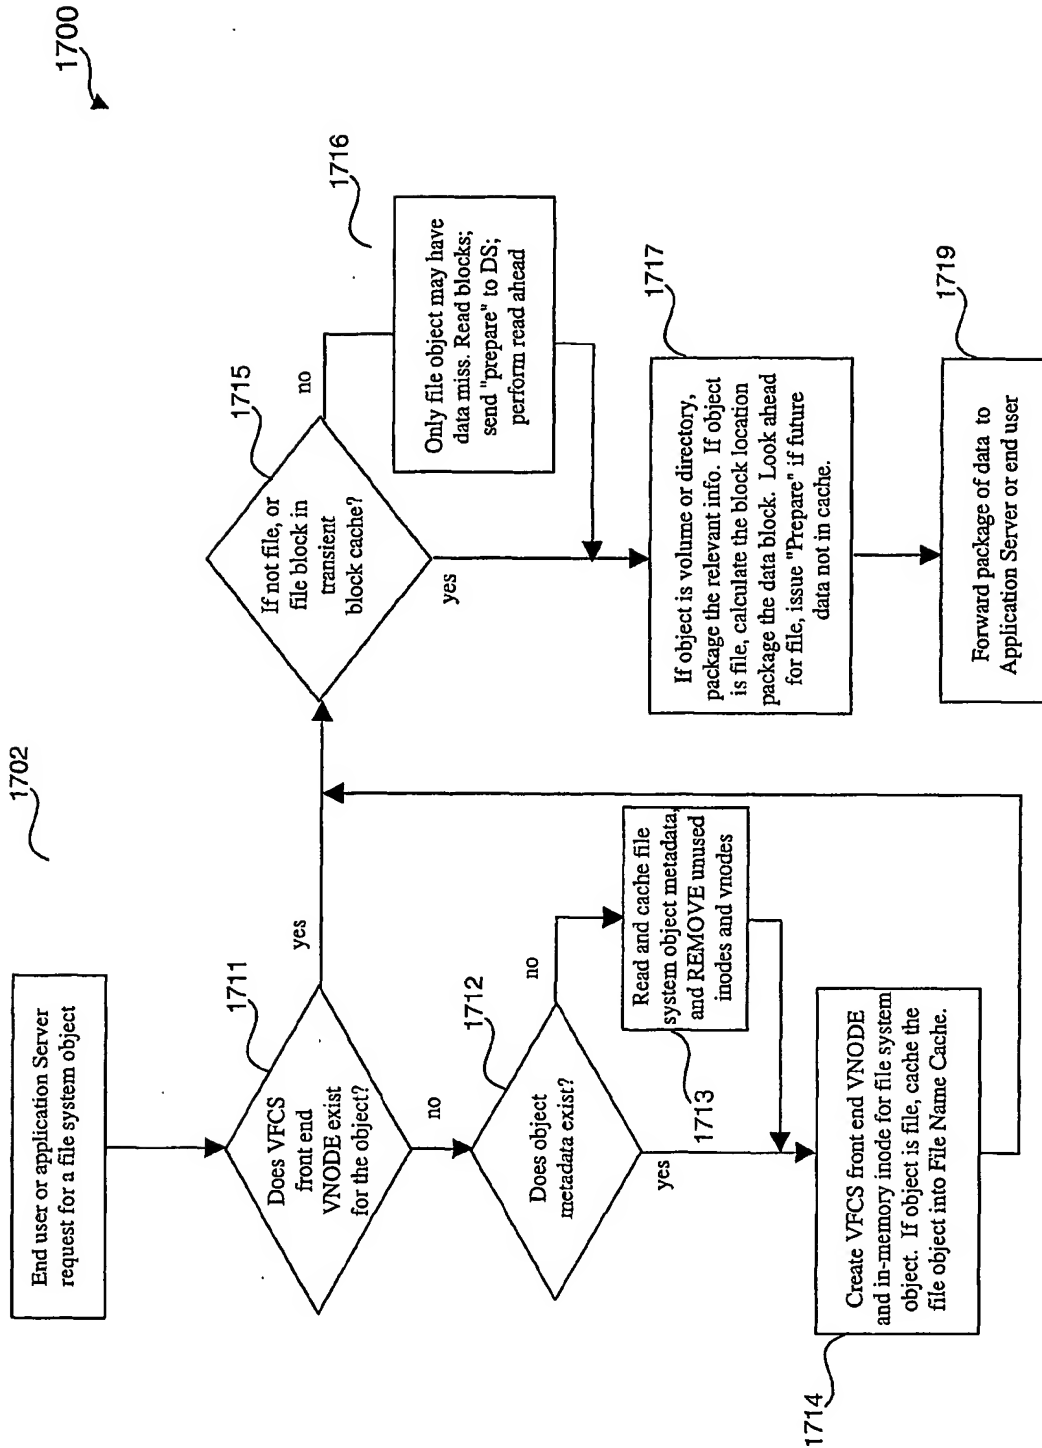 1700
1702
End user or application Server
request for a file system object
1711
Does VFCS
front end
VNODE exist
for the object?
yes
no
1712
Does object
metadata exist?
no
yes
Read and cache file
system object metadata,
and REMOVE unused
inodes and vnodes
1713
Create VFCS front end VNODE
and in-memory inode for file system
object. If object is file, cache the
file object into File Name Cache.
1714
1715
If not file, or
file block in
transient
block cache?
no
yes
1716
Only file object may have
data miss. Read blocks;
send "prepare" to DS;
perform read ahead
1717
If object is volume or directory,
package the relevant info. If object
is file, calculate the block location
package the data block. Look ahead
for file, issue "Prepare" if future
data not in cache.
1719
Forward package of data to
Application Server or end user